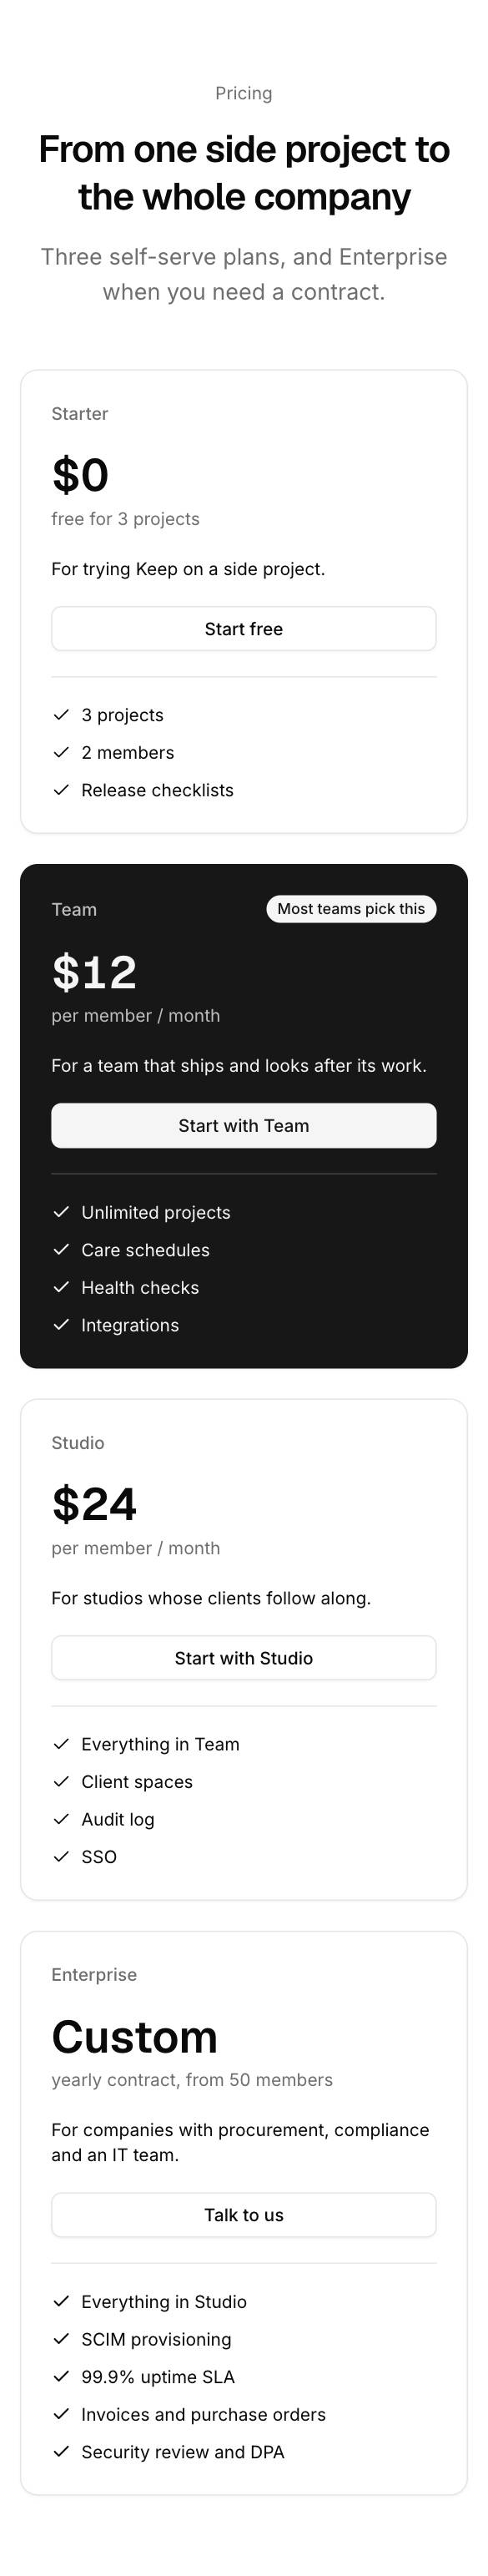 Pricing
From one side project to
the whole company
Three self-serve plans, and Enterprise
when you need a contract.
Starter
$0
free for 3 projects
For trying Keep on a side project.
Start free
3 projects
2 members
Release checklists
Team
Most teams pick this
$12
per member / month
For a team that ships and looks after its work.
Start with Team
Unlimited projects
Care schedules
Health checks
Integrations
Studio
$24
per member / month
For studios whose clients follow along.
Start with Studio
Everything in Team
Client spaces
Audit log
SSO
Enterprise
Custom
yearly contract, from 50 members
For companies with procurement, compliance
and an IT team.
Talk to us
Everything in Studio
SCIM provisioning
99.9% uptime SLA
Invoices and purchase orders
Security review and DPA